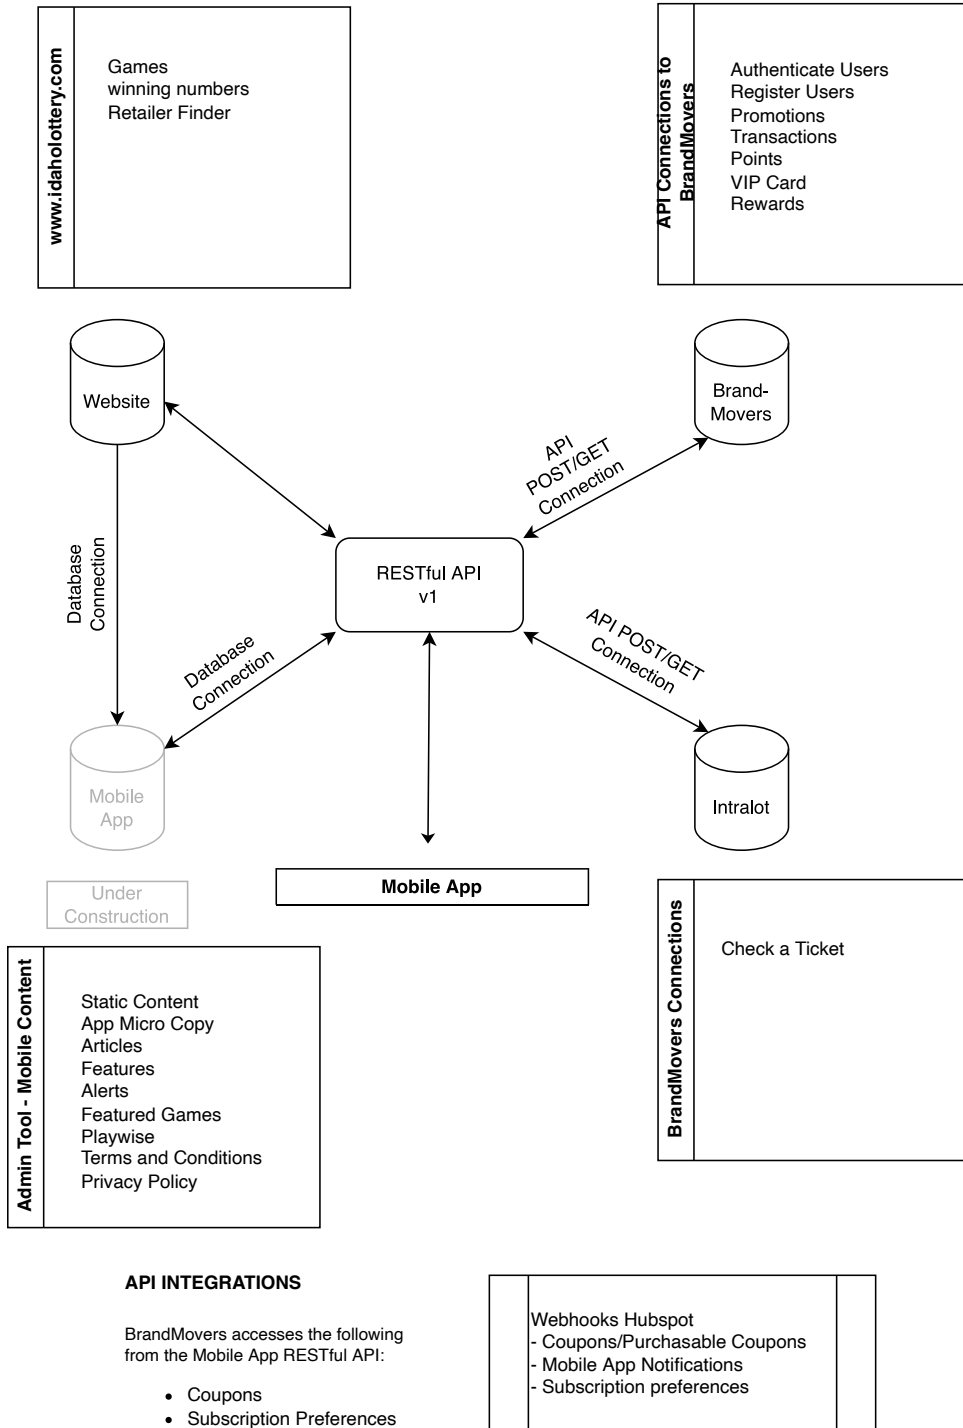 www.idaholottery.com
Games
winning numbers
Retailer Finder
API Connections to
BrandMovers
Authenticate Users
Register Users
Promotions
Transactions
Points
VIP Card
Rewards
Website
Brand-
Movers
API
POST/GET
Connection
RESTful API
v1
Database
Connection
Database
Connection
API POST/GET
Connection
Mobile
App
Intralot
Under
Construction
Mobile App
Admin Tool - Mobile Content
Static Content
App Micro Copy
Articles
Features
Alerts
Featured Games
Playwise
Terms and Conditions
Privacy Policy
BrandMovers Connections
Check a Ticket
API INTEGRATIONS
BrandMovers accesses the following
from the Mobile App RESTful API:
• Coupons
• Subscription Preferences
Webhooks Hubspot
- Coupons/Purchasable Coupons
- Mobile App Notifications
- Subscription preferences